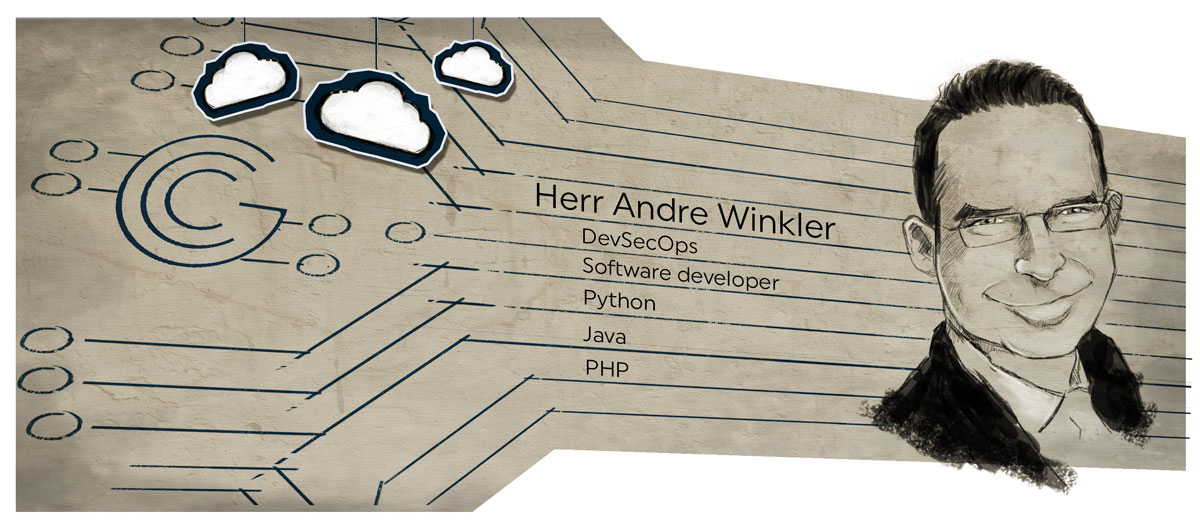 Herr Andre Winkler
DevSecOps
Software developer
Python
Java
PHP